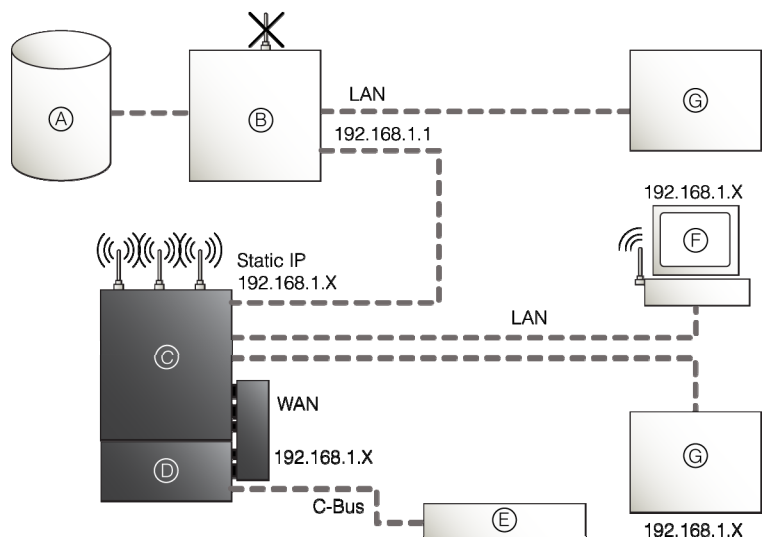 LAN
Ⓐ
Ⓑ
Ⓖ
192.168.1.1
192.168.1.X
Ⓕ
Static IP
192.168.1.X
LAN
Ⓒ
WAN
192.168.1.X
Ⓓ
Ⓖ
C-Bus
Ⓔ
192.168.1.X